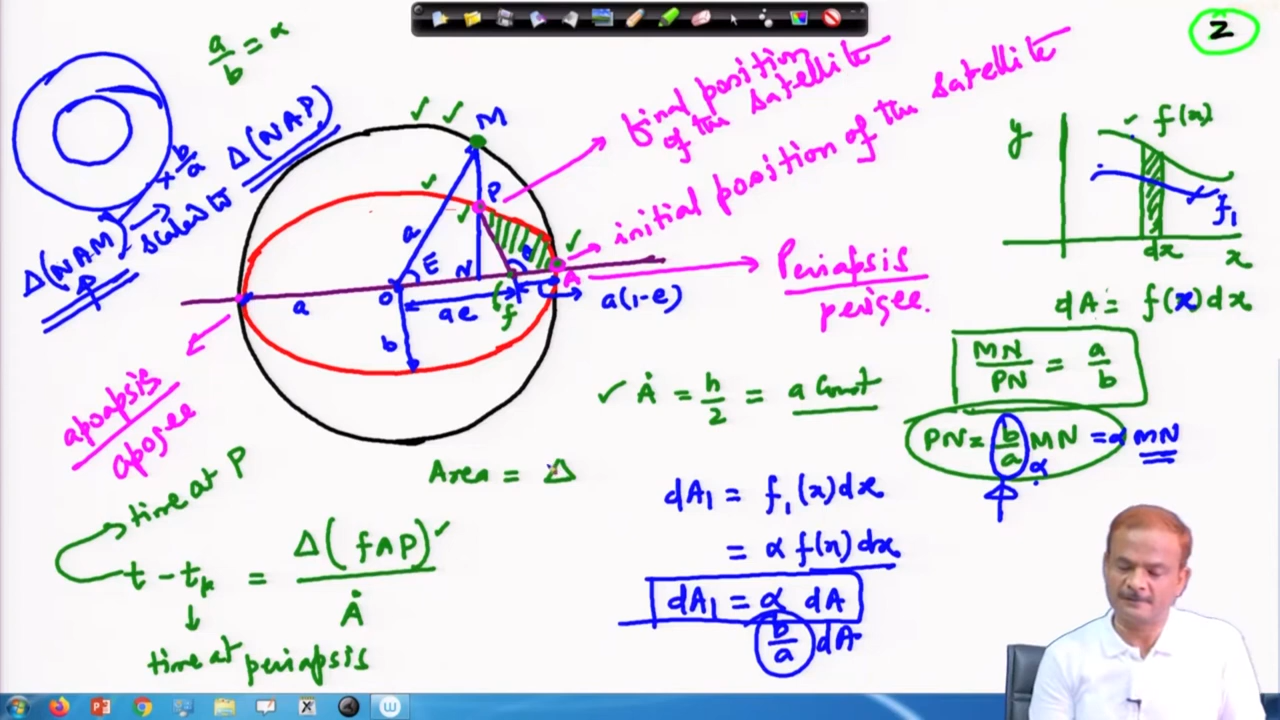 2
a/b = α
b/a
Δ(NAM) → scaled to Δ(NAP)
M
P
a
E
θ
O
N
f
A
a
ae
a(1-e)
b
final position
of the satellite
initial position of the satellite
Periapsis
perigee.
apoapsis
apogee
y
f(x)
f₁
dx
x
dA = f(x)dx
MN/PN = a/b
PN = b/a MN = α MN
α
✓ Ȧ = h/2 = a const
Area = Δ
time at P
t - tₚ = Δ(fAP)✓ / Ȧ
time at periapsis
dA₁ = f₁(x)dx
= α f(x) dx
dA₁ = α dA
b/a dA